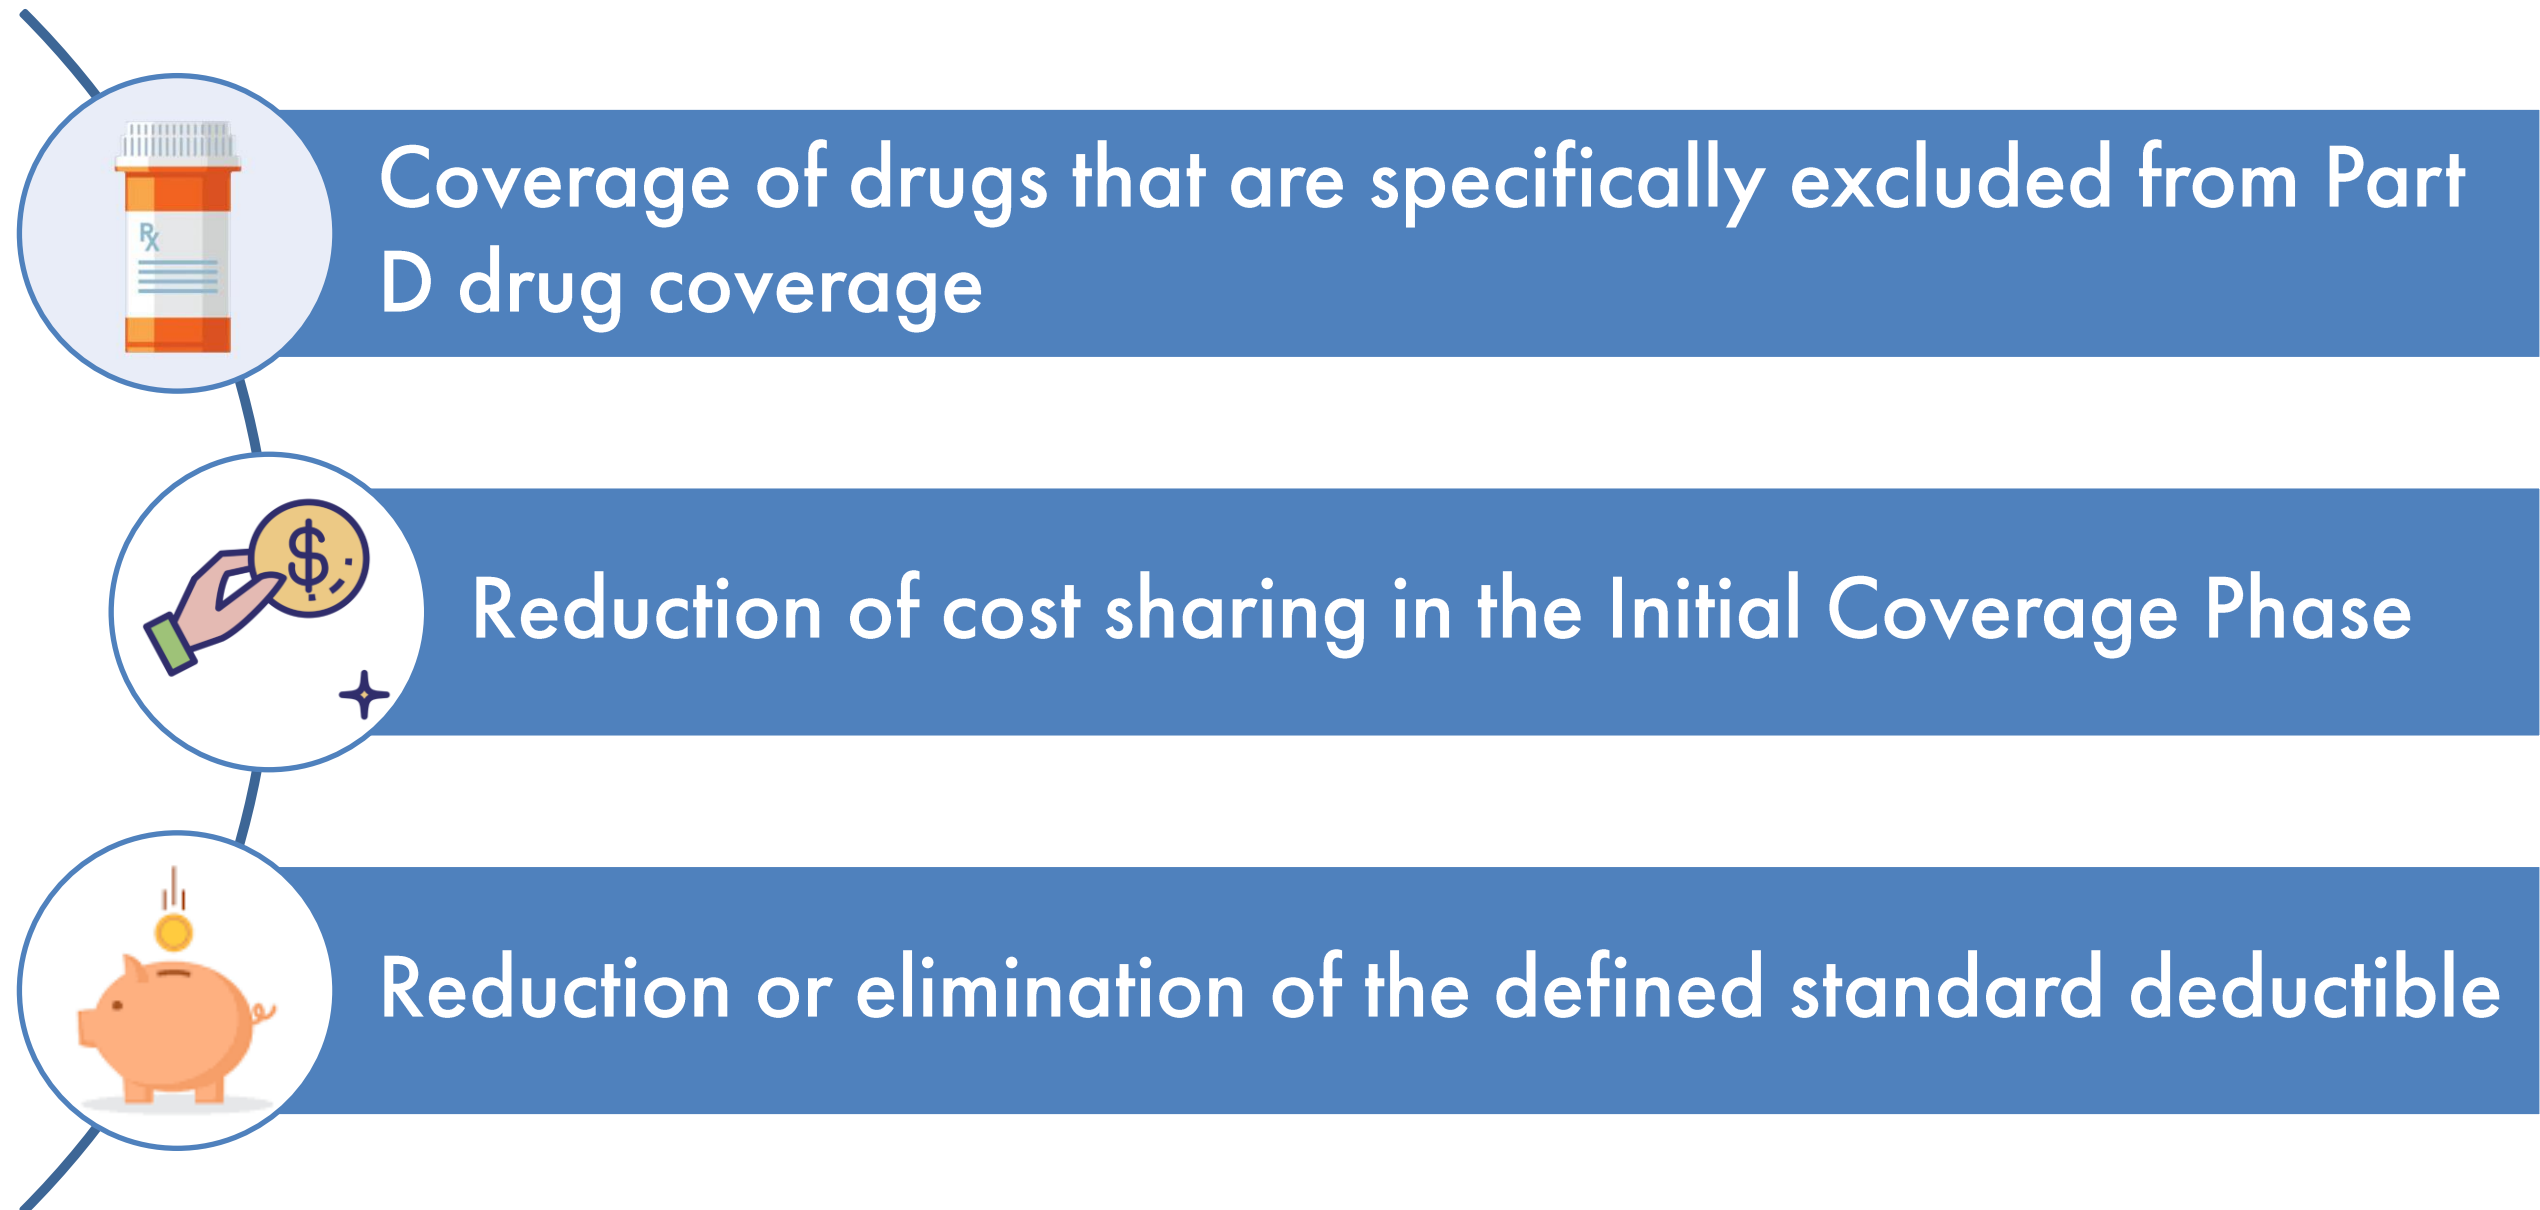 Rx
Coverage of drugs that are specifically excluded from Part
D drug coverage
$
Reduction of cost sharing in the Initial Coverage Phase
Reduction or elimination of the defined standard deductible